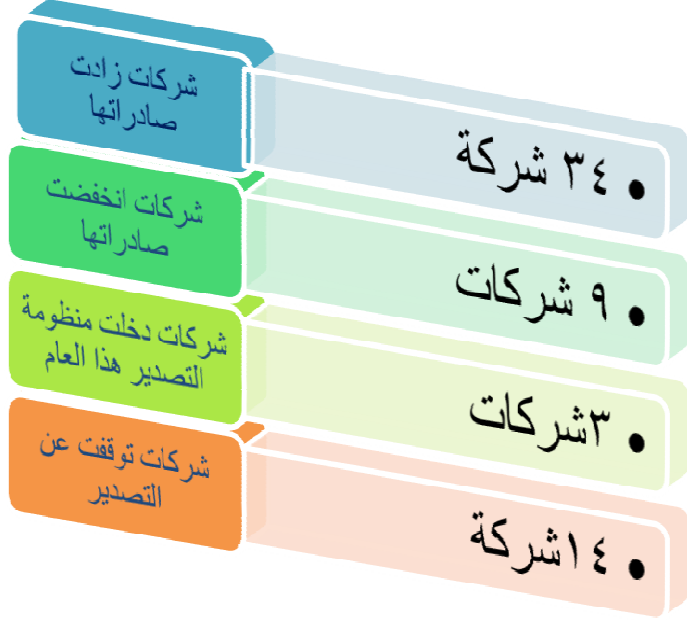 شركات زادت
صادراتها
• ٣٤ شركة
شركات انخفضت
صادراتها
• ٩ شركات
شركات دخلت منظومة
التصدير هذا العام
• ٣شركات
شركات توقفت عن
التصدير
• ١٤شركة